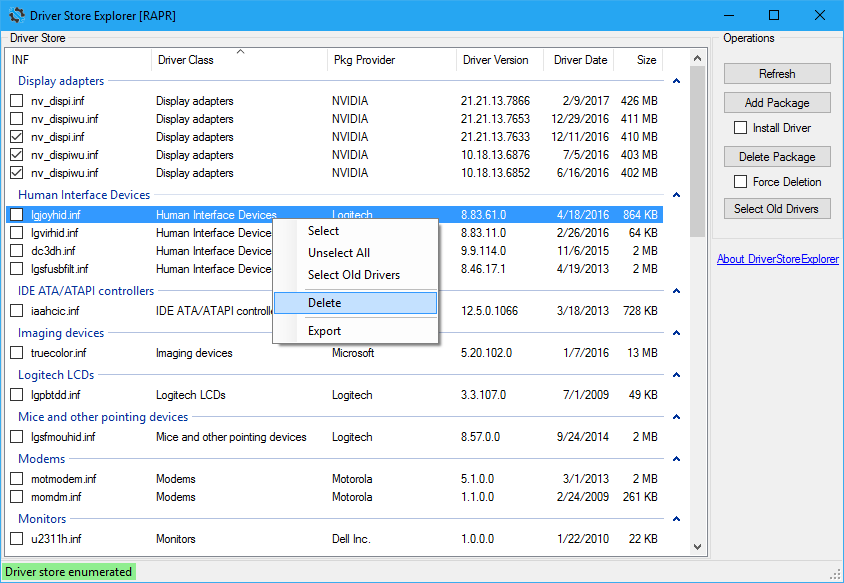 Driver Store Explorer [RAPR]
Driver Store
INF Driver Class Pkg Provider Driver Version Driver Date Size
Display adapters
nv_dispi.inf Display adapters NVIDIA 21.21.13.7866 2/9/2017 426 MB
nv_dispiwu.inf Display adapters NVIDIA 21.21.13.7653 12/29/2016 411 MB
nv_dispi.inf Display adapters NVIDIA 21.21.13.7633 12/11/2016 410 MB
nv_dispiwu.inf Display adapters NVIDIA 10.18.13.6876 7/5/2016 403 MB
nv_dispiwu.inf Display adapters NVIDIA 10.18.13.6852 6/16/2016 402 MB
Human Interface Devices
lgjoyhid.inf Human Interface Devices Logitech 8.83.61.0 4/18/2016 864 KB
lgvirhid.inf Human Interface Device 8.83.11.0 2/26/2016 64 KB
dc3dh.inf Human Interface Device 9.9.114.0 11/6/2015 2 MB
lgsfusbfilt.inf Human Interface Device 8.46.17.1 4/19/2013 2 MB
IDE ATA/ATAPI controllers
iaahcic.inf IDE ATA/ATAPI controlle 12.5.0.1066 3/18/2013 728 KB
Imaging devices
truecolor.inf Imaging devices Microsoft 5.20.102.0 1/7/2016 13 MB
Logitech LCDs
lgpbtdd.inf Logitech LCDs Logitech 3.3.107.0 7/1/2009 49 KB
Mice and other pointing devices
lgsfmouhid.inf Mice and other pointing devices Logitech 8.57.0.0 9/24/2014 2 MB
Modems
motmodem.inf Modems Motorola 5.1.0.0 3/1/2013 2 MB
momdm.inf Modems Motorola 1.1.0.0 2/24/2009 261 KB
Monitors
u2311h.inf Monitors Dell Inc. 1.0.0.0 1/22/2010 22 KB
Select
Unselect All
Select Old Drivers
Delete
Export
Operations
Refresh
Add Package
Install Driver
Delete Package
Force Deletion
Select Old Drivers
About DriverStoreExplorer
Driver store enumerated